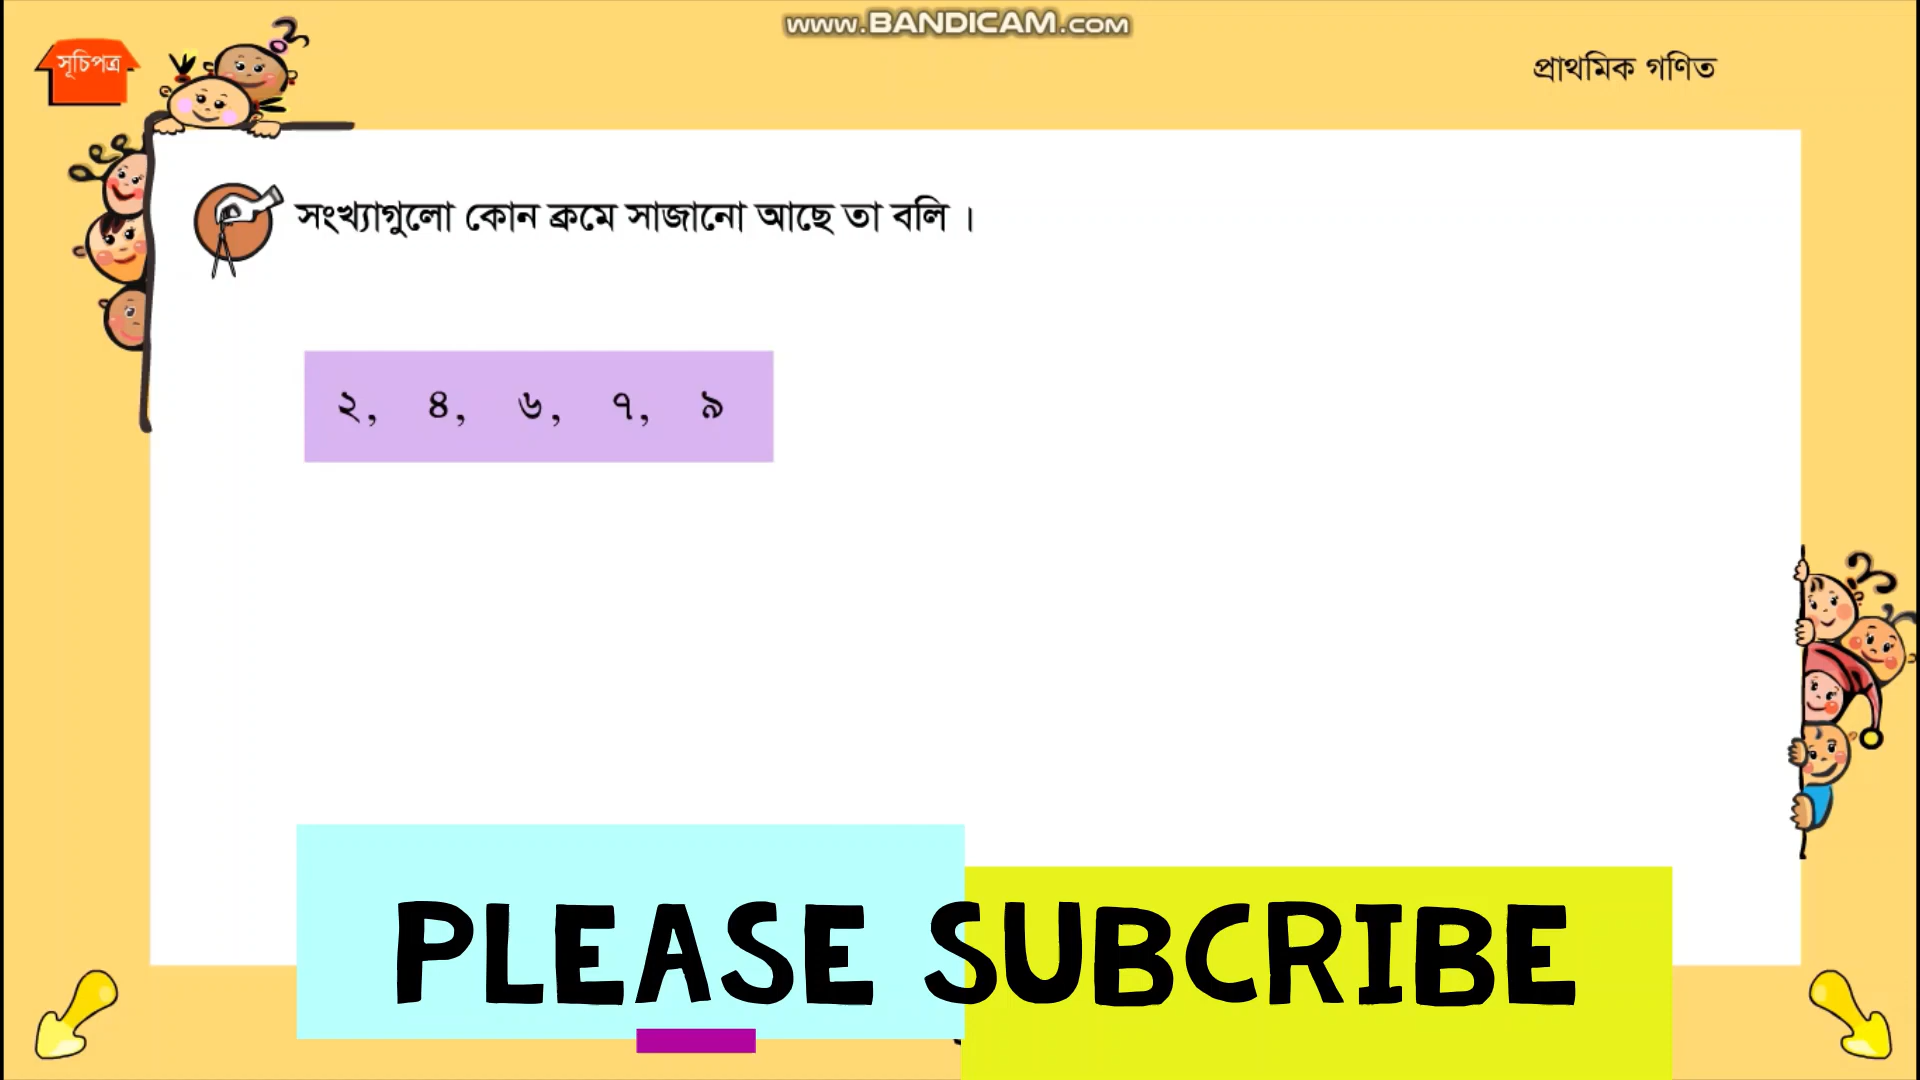 www.BANDICAM.com
সূচিপত্র
প্রাথমিক গণিত
সংখ্যাগুলো কোন ক্রমে সাজানো আছে তা বলি ।
২, ৪, ৬, ৭, ৯
PLEASE SUBCRIBE